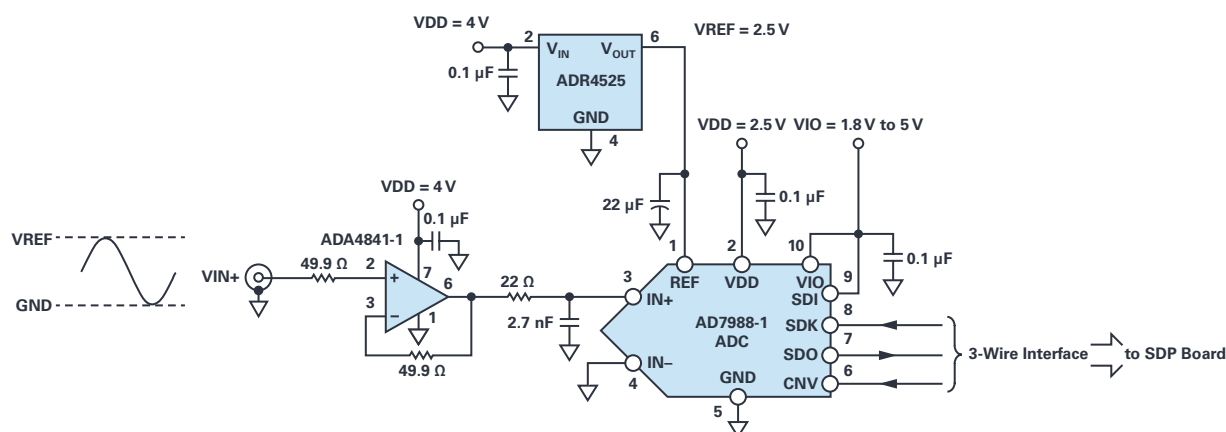 VDD = 4 V
2
VIN
VOUT
6
VREF = 2.5 V
0.1 µF
ADR4525
GND
4
VDD = 2.5 V
VIO = 1.8 V to 5 V
VDD = 4 V
0.1 µF
22 µF
0.1 µF
ADA4841-1
VREF
GND
VIN+
49.9 Ω
2
+
7
6
3
–
1
49.9 Ω
22 Ω
2.7 nF
1
2
10
0.1 µF
REF
VDD
VIO
9
SDI
3
IN+
8
SDK
AD7988-1
ADC
7
SDO
IN–
4
GND
6
CNV
5
3-Wire Interface
to SDP Board